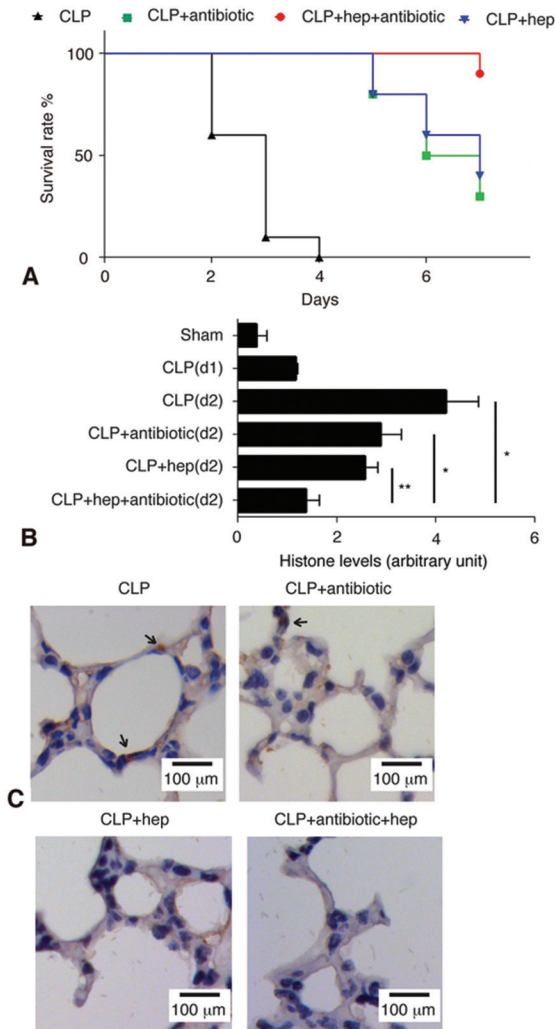 CLP CLP+antibiotic CLP+hep+antibiotic CLP+hep
100
50
0
Survival rate %
0 2 4 6
Days
A
Sham
CLP(d1)
CLP(d2)
CLP+antibiotic(d2)
CLP+hep(d2)
CLP+hep+antibiotic(d2)
** * *
0 2 4 6
Histone levels (arbitrary unit)
B
CLP CLP+antibiotic
100 μm 100 μm
C
CLP+hep CLP+antibiotic+hep
100 μm 100 μm